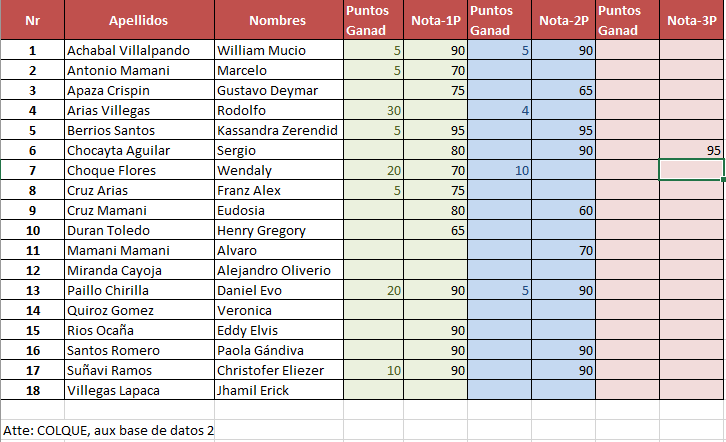 Nr Apellidos Nombres Puntos Ganad Nota-1P Puntos Ganad Nota-2P Puntos Ganad Nota-3P
1 Achabal Villalpando William Mucio 5 90 5 90
2 Antonio Mamani Marcelo 5 70
3 Apaza Crispin Gustavo Deymar 75 65
4 Arias Villegas Rodolfo 30 4
5 Berrios Santos Kassandra Zerendid 5 95 95
6 Chocayta Aguilar Sergio 80 90 95
7 Choque Flores Wendaly 20 70 10
8 Cruz Arias Franz Alex 5 75
9 Cruz Mamani Eudosia 80 60
10 Duran Toledo Henry Gregory 65
11 Mamani Mamani Alvaro 70
12 Miranda Cayoja Alejandro Oliverio
13 Paillo Chirilla Daniel Evo 20 90 5 90
14 Quiroz Gomez Veronica
15 Rios Ocaña Eddy Elvis 90
16 Santos Romero Paola Gándiva 90 90
17 Suñavi Ramos Christofer Eliezer 10 90 90
18 Villegas Lapaca Jhamil Erick
Atte: COLQUE, aux base de datos 2